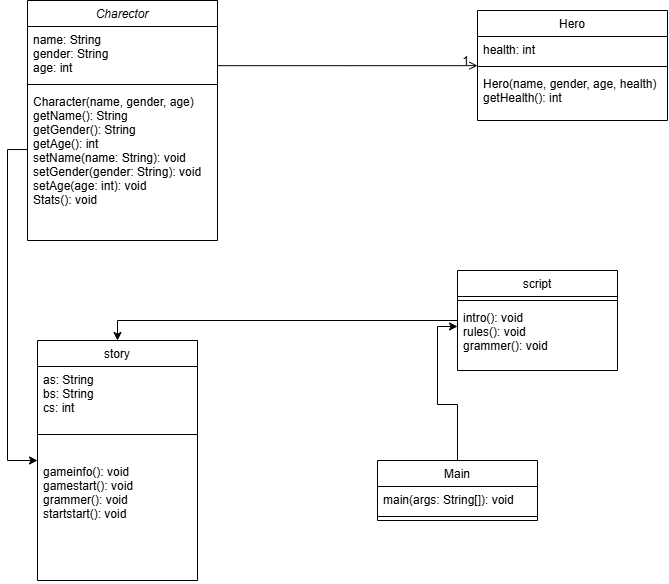 Charector
name: String
gender: String
age: int
Character(name, gender, age)
getName(): String
getGender(): String
getAge(): int
setName(name: String): void
setGender(gender: String): void
setAge(age: int): void
Stats(): void
1
Hero
health: int
Hero(name, gender, age, health)
getHealth(): int
script
intro(): void
rules(): void
grammer(): void
story
as: String
bs: String
cs: int
gameinfo(): void
gamestart(): void
grammer(): void
startstart(): void
Main
main(args: String[]): void